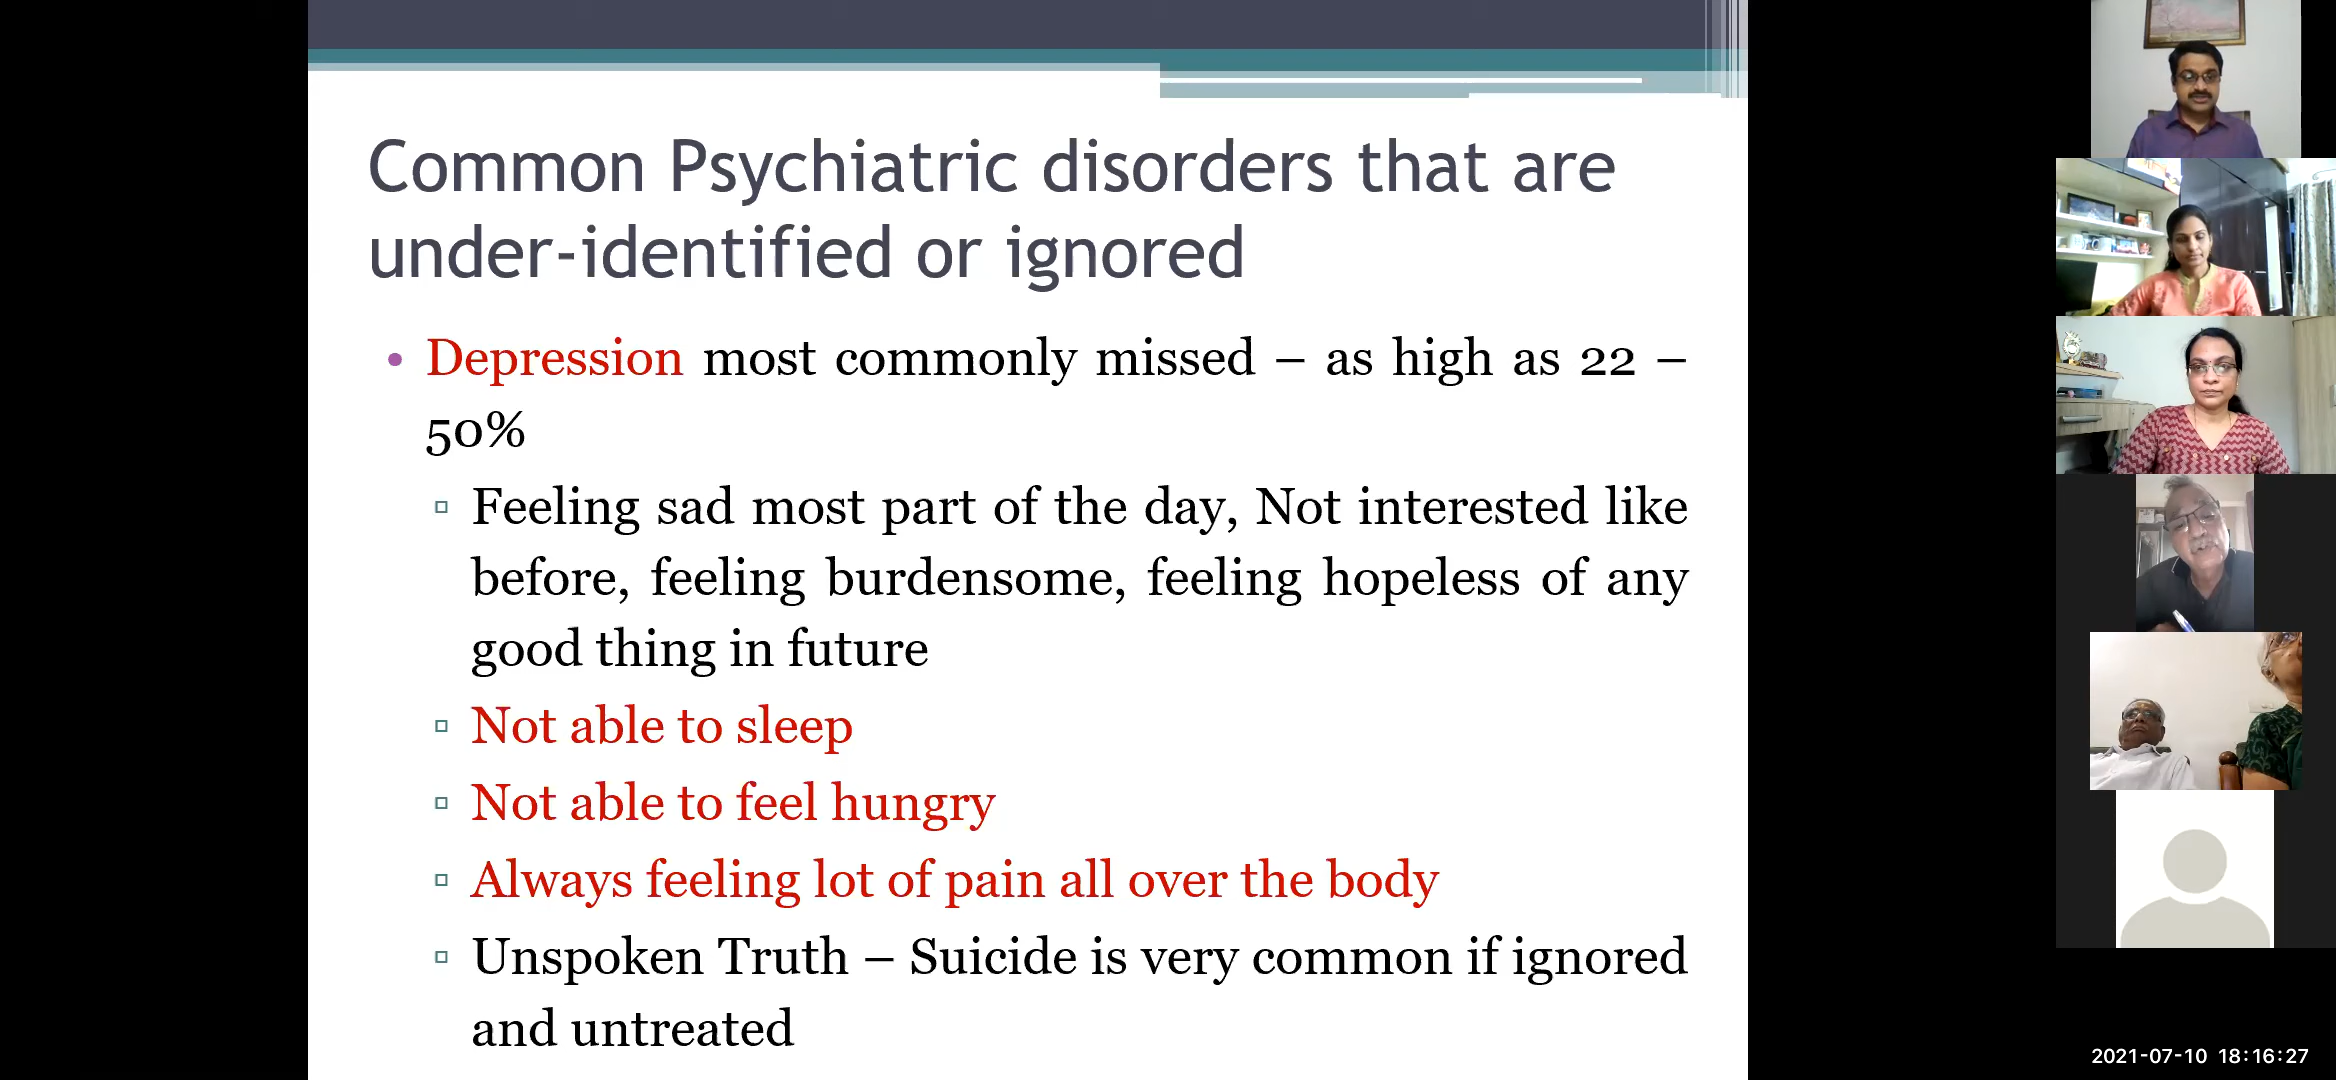 Common Psychiatric disorders that are
under-identified or ignored
• Depression most commonly missed – as high as 22 –
50%
▫ Feeling sad most part of the day, Not interested like
before, feeling burdensome, feeling hopeless of any
good thing in future
▫ Not able to sleep
▫ Not able to feel hungry
▫ Always feeling lot of pain all over the body
▫ Unspoken Truth – Suicide is very common if ignored
and untreated
2021-07-10 18:16:27